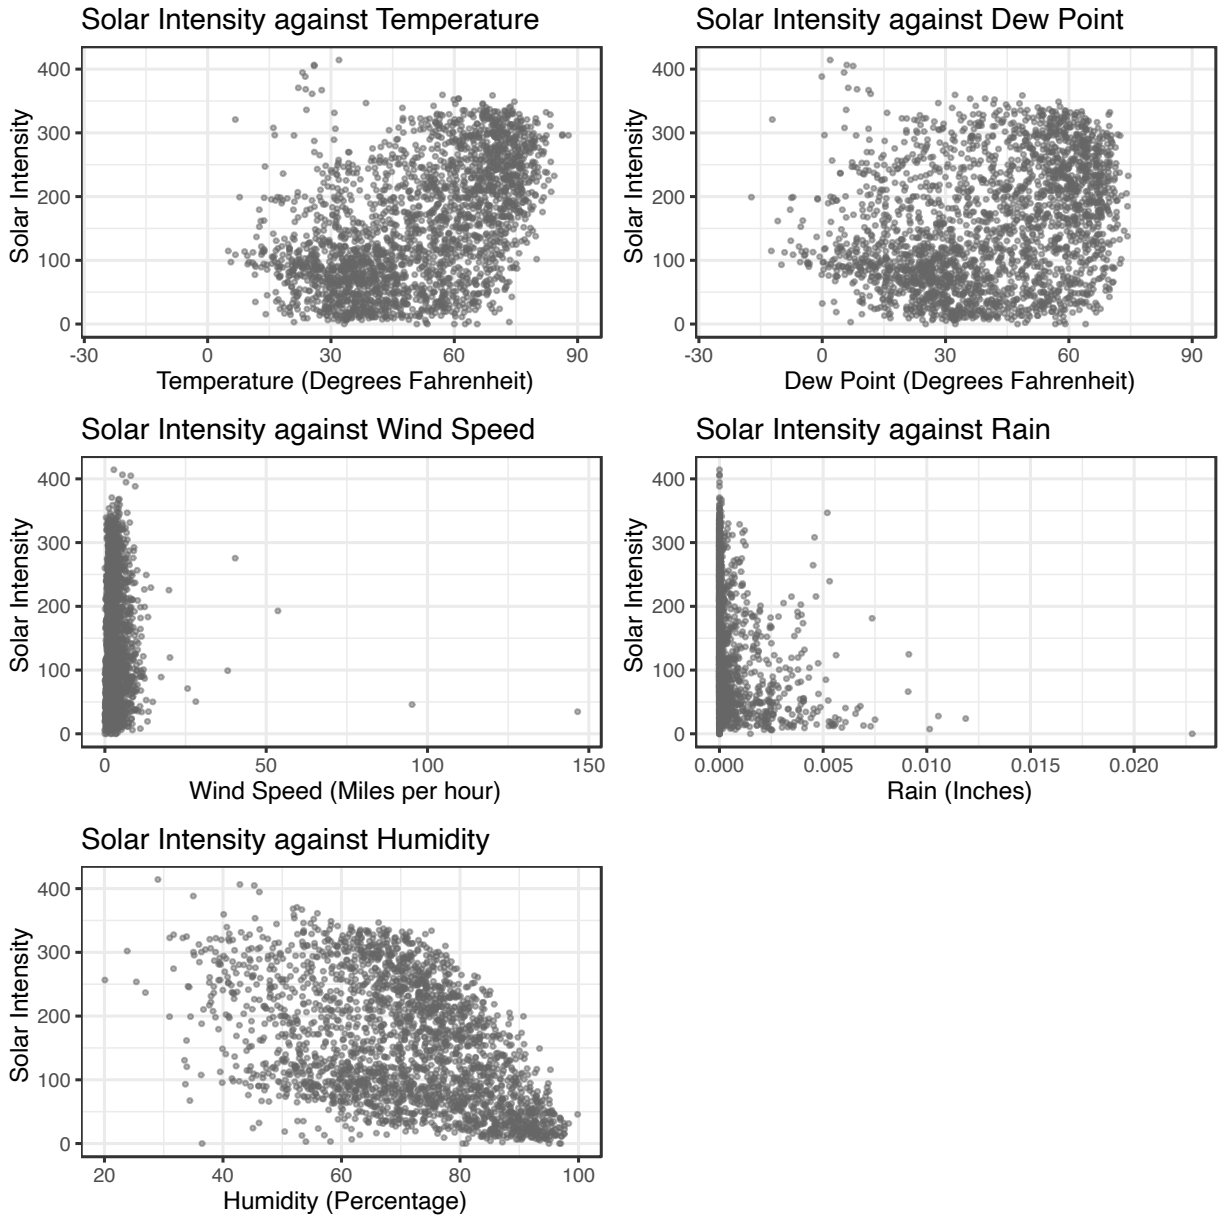 Solar Intensity against Temperature
Solar Intensity
400
300
200
100
0
-30 0 30 60 90
Temperature (Degrees Fahrenheit)
Solar Intensity against Dew Point
Solar Intensity
400
300
200
100
0
-30 0 30 60 90
Dew Point (Degrees Fahrenheit)
Solar Intensity against Wind Speed
Solar Intensity
400
300
200
100
0
0 50 100 150
Wind Speed (Miles per hour)
Solar Intensity against Rain
Solar Intensity
400
300
200
100
0
0.000 0.005 0.010 0.015 0.020
Rain (Inches)
Solar Intensity against Humidity
Solar Intensity
400
300
200
100
0
20 40 60 80 100
Humidity (Percentage)